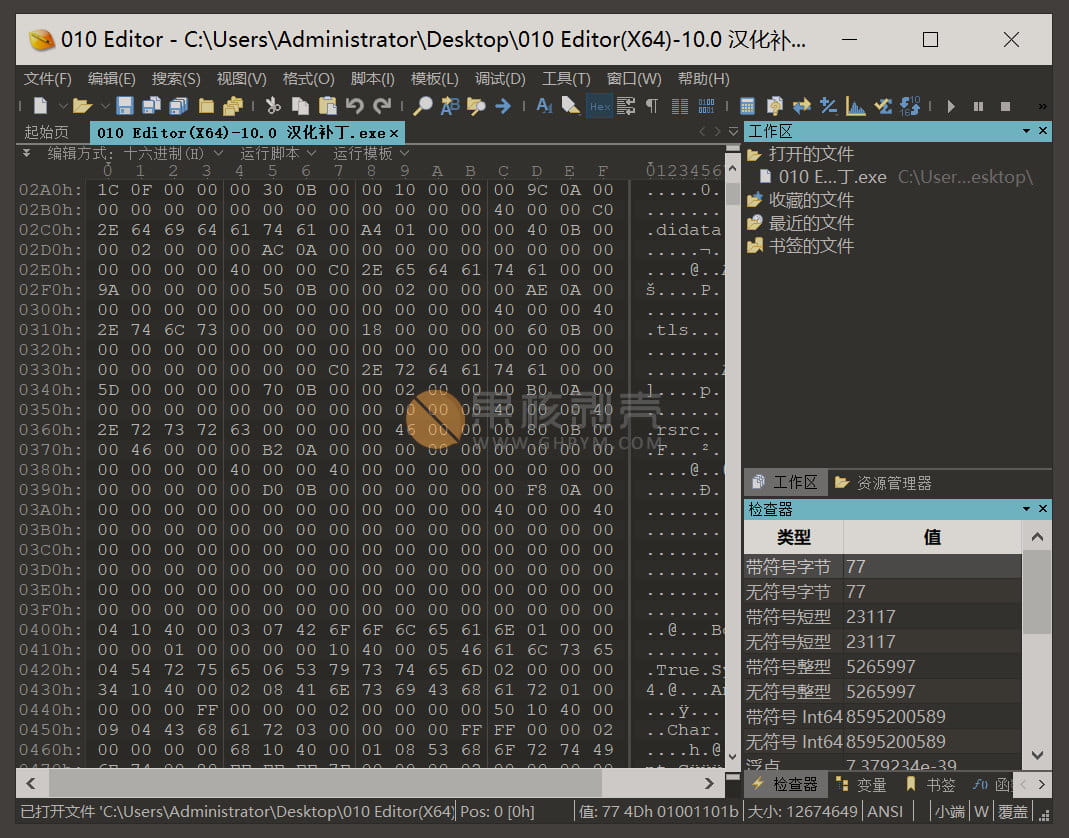 010 Editor - C:\Users\Administrator\Desktop\010 Editor(X64)-10.0 汉化补...
文件(F) 编辑(E) 搜索(S) 视图(V) 格式(O) 脚本(I) 模板(L) 调试(D) 工具(T) 窗口(W) 帮助(H)
起始页 010 Editor(X64)-10.0 汉化补丁.exe ×
编辑方式: 十六进制(H) 运行脚本 运行模板
0 1 2 3 4 5 6 7 8 9 A B C D E F 01234567
02A0h: 1C 0F 00 00 00 30 0B 00 00 10 00 00 00 9C 0A 00 .....0.
02B0h: 00 00 00 00 00 00 00 00 00 00 00 00 40 00 00 C0 .......
02C0h: 2E 64 69 64 61 74 61 00 A4 01 00 00 00 40 0B 00 .didata
02D0h: 00 02 00 00 00 AC 0A 00 00 00 00 00 00 00 00 00 .....¬.
02E0h: 00 00 00 00 40 00 00 C0 2E 65 64 61 74 61 00 00 ....@..
02F0h: 9A 00 00 00 00 50 0B 00 00 02 00 00 00 AE 0A 00 š....P.
0300h: 00 00 00 00 00 00 00 00 00 00 00 00 40 00 00 40 .......
0310h: 2E 74 6C 73 00 00 00 00 18 00 00 00 00 60 0B 00 .tls...
0320h: 00 00 00 00 00 00 00 00 00 00 00 00 00 00 00 00 .......
0330h: 00 00 00 00 00 00 00 C0 2E 72 64 61 74 61 00 00 .......
0340h: 5D 00 00 00 00 70 0B 00 00 02 00 00 00 B0 0A 00 ]....p.
0350h: 00 00 00 00 00 00 00 00 00 00 00 00 40 00 00 40 .......
0360h: 2E 72 73 72 63 00 00 00 00 46 00 00 00 80 0B 00 .rsrc..
0370h: 00 46 00 00 00 B2 0A 00 00 00 00 00 00 00 00 00 .F...².
0380h: 00 00 00 00 40 00 00 40 00 00 00 00 00 00 00 00 ....@..
0390h: 00 00 00 00 00 D0 0B 00 00 00 00 00 00 F8 0A 00 .....Ð.
03A0h: 00 00 00 00 00 00 00 00 00 00 00 00 40 00 00 40 .......
03B0h: 00 00 00 00 00 00 00 00 00 00 00 00 00 00 00 00 .......
03C0h: 00 00 00 00 00 00 00 00 00 00 00 00 00 00 00 00 .......
03D0h: 00 00 00 00 00 00 00 00 00 00 00 00 00 00 00 00 .......
03E0h: 00 00 00 00 00 00 00 00 00 00 00 00 00 00 00 00 .......
03F0h: 00 00 00 00 00 00 00 00 00 00 00 00 00 00 00 00 .......
0400h: 04 10 40 00 03 07 42 6F 6F 6C 65 61 6E 01 00 00 ..@...Bo
0410h: 00 00 01 00 00 00 00 10 40 00 05 46 61 6C 73 65 .......
0420h: 04 54 72 75 65 06 53 79 73 74 65 6D 02 00 00 00 .True.Sy
0430h: 34 10 40 00 02 08 41 6E 73 69 43 68 61 72 01 00 4.@...An
0440h: 00 00 00 FF 00 00 00 02 00 00 00 00 50 10 40 00 ...ÿ...
0450h: 09 04 43 68 61 72 03 00 00 00 00 FF FF 00 00 02 ..Char..
0460h: 00 00 00 00 68 10 40 00 01 08 53 68 6F 72 74 49 ....h.@
果核剥壳
WWW.GHPYM.COM
工作区
打开的文件
010 E...丁.exe C:\User...esktop\
收藏的文件
最近的文件
书签的文件
工作区 资源管理器
检查器
类型 值
带符号字节 77
无符号字节 77
带符号短型 23117
无符号短型 23117
带符号整型 5265997
无符号整型 5265997
带符号 Int64 8595200589
无符号 Int64 8595200589
浮点 7.379234e-39
检查器 变量 书签 函
已打开文件 'C:\Users\Administrator\Desktop\010 Editor(X64) Pos: 0 [0h] 值: 77 4Dh 01001101b 大小: 12674649 ANSI 小端 W 覆盖